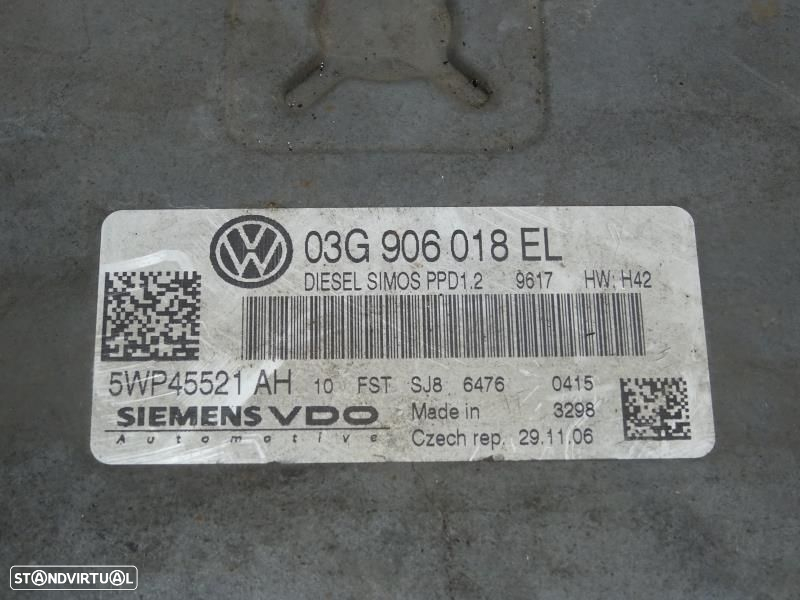 VW
03G 906 018 EL
DIESEL SIMOS PPD1.2 9617 HW: H42
5WP45521 AH 10 FST SJ8 6476 0415
SIEMENS VDO Made in 3298
Automotive Czech rep. 29.11.06
STANDVIRTUAL